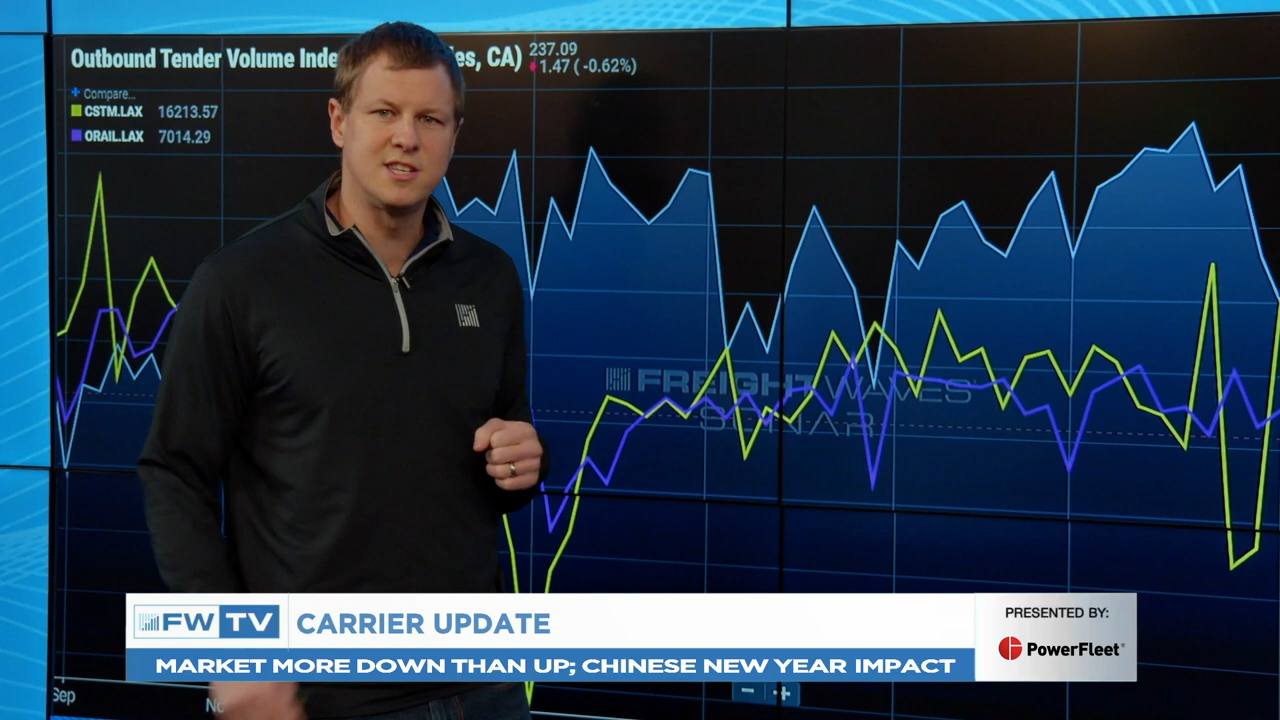 Outbound Tender Volume Inde es, CA) 237.09
1.47 ( -0.62%)
+ Compare...
CSTM.LAX 16213.57
ORAIL.LAX 7014.29
FREIGHTWAVES
SONAR
FWTV CARRIER UPDATE
PRESENTED BY:
MARKET MORE DOWN THAN UP; CHINESE NEW YEAR IMPACT
PowerFleet
Sep
− +